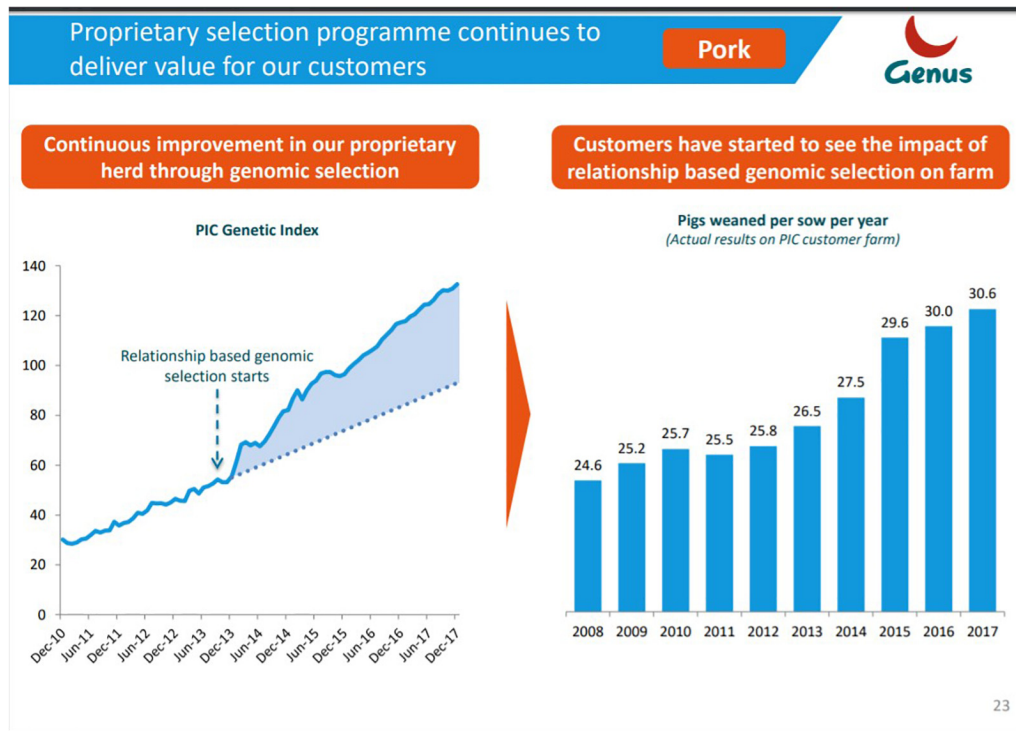 Proprietary selection programme continues to
deliver value for our customers
Pork
Genus
Continuous improvement in our proprietary
herd through genomic selection
PIC Genetic Index
140
120
100
80
60
40
20
0
Relationship based genomic
selection starts
Dec-10
Jun-11
Dec-11
Jun-12
Dec-12
Jun-13
Dec-13
Jun-14
Dec-14
Jun-15
Dec-15
Jun-16
Dec-16
Jun-17
Dec-17
Customers have started to see the impact of
relationship based genomic selection on farm
Pigs weaned per sow per year
(Actual results on PIC customer farm)
24.6
25.2
25.7
25.5
25.8
26.5
27.5
29.6
30.0
30.6
2008 2009 2010 2011 2012 2013 2014 2015 2016 2017
23